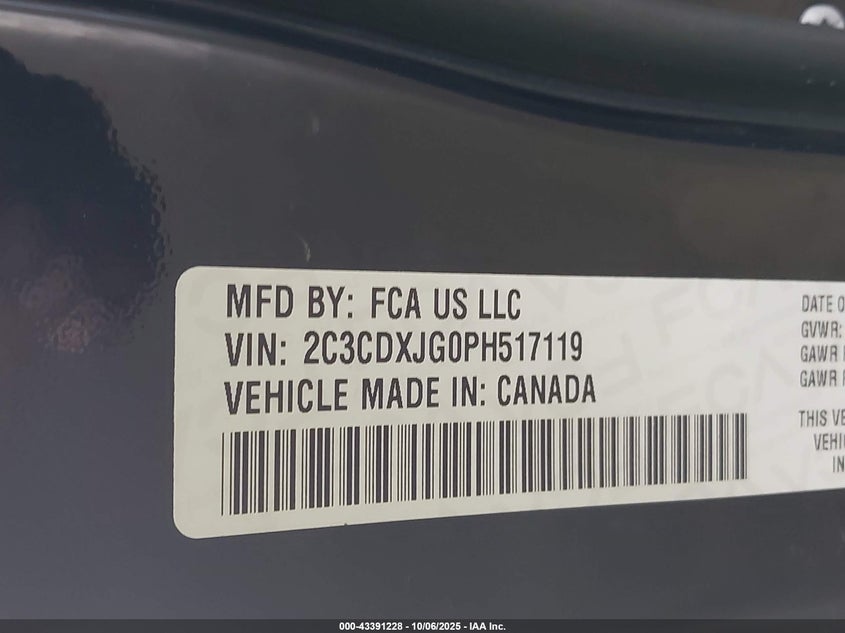 MFD BY: FCA US LLC
VIN: 2C3CDXJG0PH517119
VEHICLE MADE IN: CANADA
DATE O
GVWR:
GAWR
GAWR
THIS VE
VEHI
IN
000-43391228 - 10/06/2025 - IAA Inc.